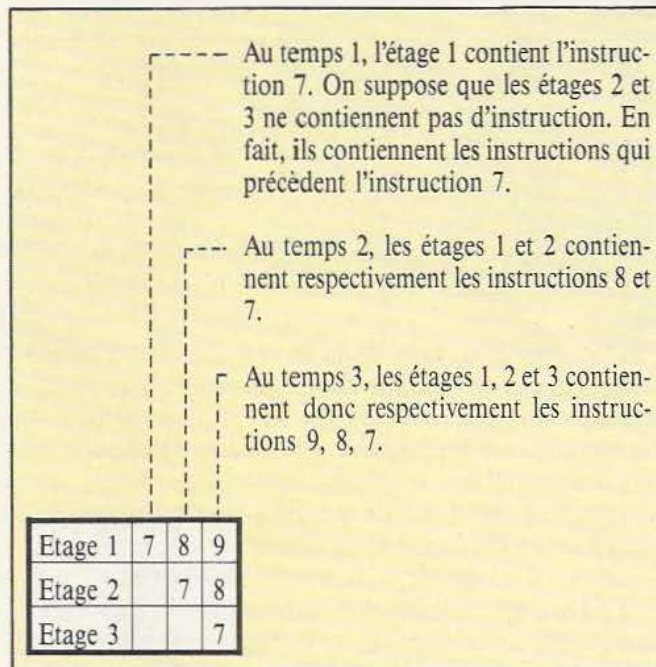 Au temps 1, l'étage 1 contient l'instruc-
tion 7. On suppose que les étages 2 et
3 ne contiennent pas d'instruction. En
fait, ils contiennent les instructions qui
précèdent l'instruction 7.
Au temps 2, les étages 1 et 2 contien-
nent respectivement les instructions 8 et
7.
Au temps 3, les étages 1, 2 et 3 contien-
nent donc respectivement les instruc-
tions 9, 8, 7.
Etage 1 7 8 9
Etage 2 7 8
Etage 3 7